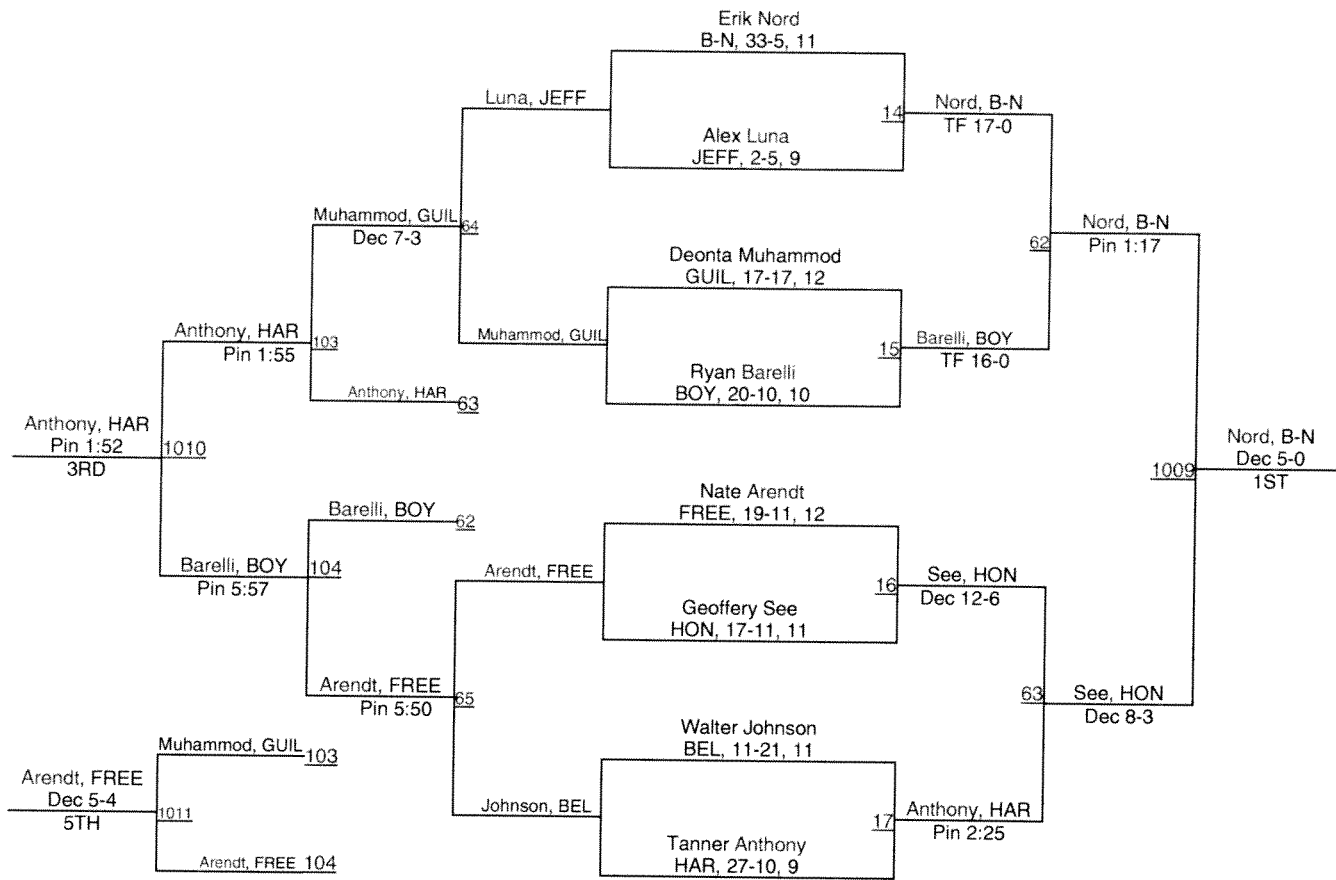 Erik Nord
B-N, 33-5, 11
Luna, JEFF
14
Nord, B-N
TF 17-0
Alex Luna
JEFF, 2-5, 9
Muhammod, GUIL
Dec 7-3
64
62
Nord, B-N
Pin 1:17
Deonta Muhammod
GUIL, 17-17, 12
Anthony, HAR
Pin 1:55
103
Muhammod, GUIL
15
Barelli, BOY
TF 16-0
Ryan Barelli
BOY, 20-10, 10
Anthony, HAR
63
Anthony, HAR
Pin 1:52
3RD
1010
1009
Nord, B-N
Dec 5-0
1ST
Nate Arendt
FREE, 19-11, 12
Barelli, BOY
62
Barelli, BOY
Pin 5:57
104
Arendt, FREE
16
See, HON
Dec 12-6
Geoffery See
HON, 17-11, 11
Arendt, FREE
Pin 5:50
65
63
See, HON
Dec 8-3
Walter Johnson
BEL, 11-21, 11
Muhammod, GUIL
103
Arendt, FREE
Dec 5-4
5TH
1011
Johnson, BEL
17
Anthony, HAR
Pin 2:25
Tanner Anthony
HAR, 27-10, 9
Arendt, FREE 104